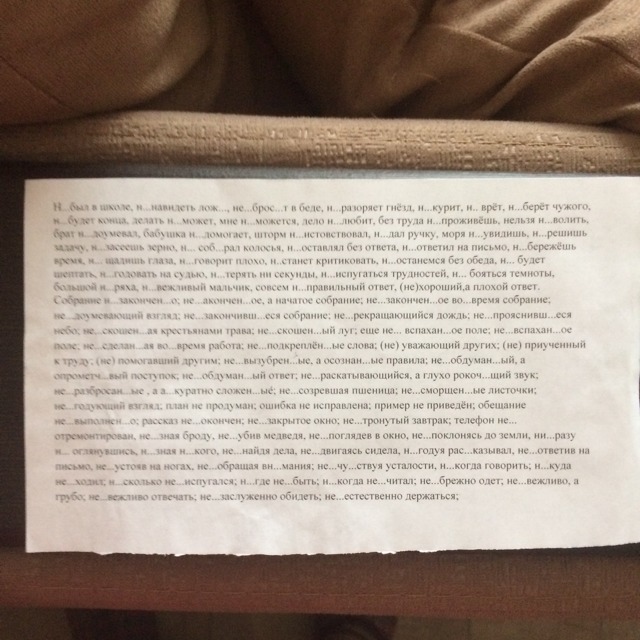 Н...был в школе, н...навидеть лож..., не...брос...т в беде, н...разоряет гнёзд, н...курит, н... врёт, н...берёт чужого,
н...будет конца, делать н...может, мне н...можется, дело н...любит, без труда н...проживёшь, нельзя н...волить,
брат н...доумевал, бабушка н...домогает, шторм н...истовствовал, н...дал ручку, моря н...увидишь, н...решишь
задачу, н...засеешь зерно, н... соб...рал колосья, н...оставлял без ответа, н...ответил на письмо, н...бережёшь
время, н... щадишь глаза, н...говорит плохо, н...станет критиковать, н...останемся без обеда, н... будет
шептать, н...годовать на судью, н...терять ни секунды, н...испугаться трудностей, н... бояться темноты,
большой н...ряха, н...вежливый мальчик, совсем н...правильный ответ, (не)хороший,а плохой ответ.
Собрание н...закончен...о; не...акончен...ое, а начатое собрание; не...закончен...ое во...время собрание;
не...доумевающий взгляд; не...закончивш...еся собрание; не...рекращающийся дождь; не...прояснивш...еся
небо; не...скошен...ая крестьянами трава; не...скошен...ый луг; еще не... вспахан...ое поле; не...вспахан...ое
поле; не...сделан...ая во...время работа; не...подкреплён...ые слова; (не) уважающий других; (не) приученный
к труду; (не) помогавший другим; не...вызубрен...ые, а осознан...ые правила; не...обдуман...ый, а
опрометч...вый поступок; не...обдуман...ый ответ; не...раскатывающийся, а глухо рокоч...щий звук;
не...разбросан...ые , а а...куратно сложен...ые; не...созревшая пшеница; не...сморщен...ые листочки;
не...годующий взгляд; план не продуман; ошибка не исправлена; пример не приведён; обещание
не...выполнен...о; рассказ не...окончен; не...закрытое окно; не...тронутый завтрак; телефон не...
отремонтирован, не...зная броду, не...убив медведя, не...поглядев в окно, не...поклонясь до земли, ни...разу
н... оглянувшись, н...зная н...кого, не...найдя дела, не...двигаясь сидела, н...годуя рас...казывал, не...ответив на
письмо, не...устояв на ногах, не...обращая вн...мания; не...чу...ствуя усталости, н...когда говорить; н...куда
не...ходил; н...сколько не...испугался; н...где не...быть; н...когда не...читал; не...брежно одет; не...вежливо, а
грубо; не...вежливо отвечать; не...заслуженно обидеть; не...естественно держаться;